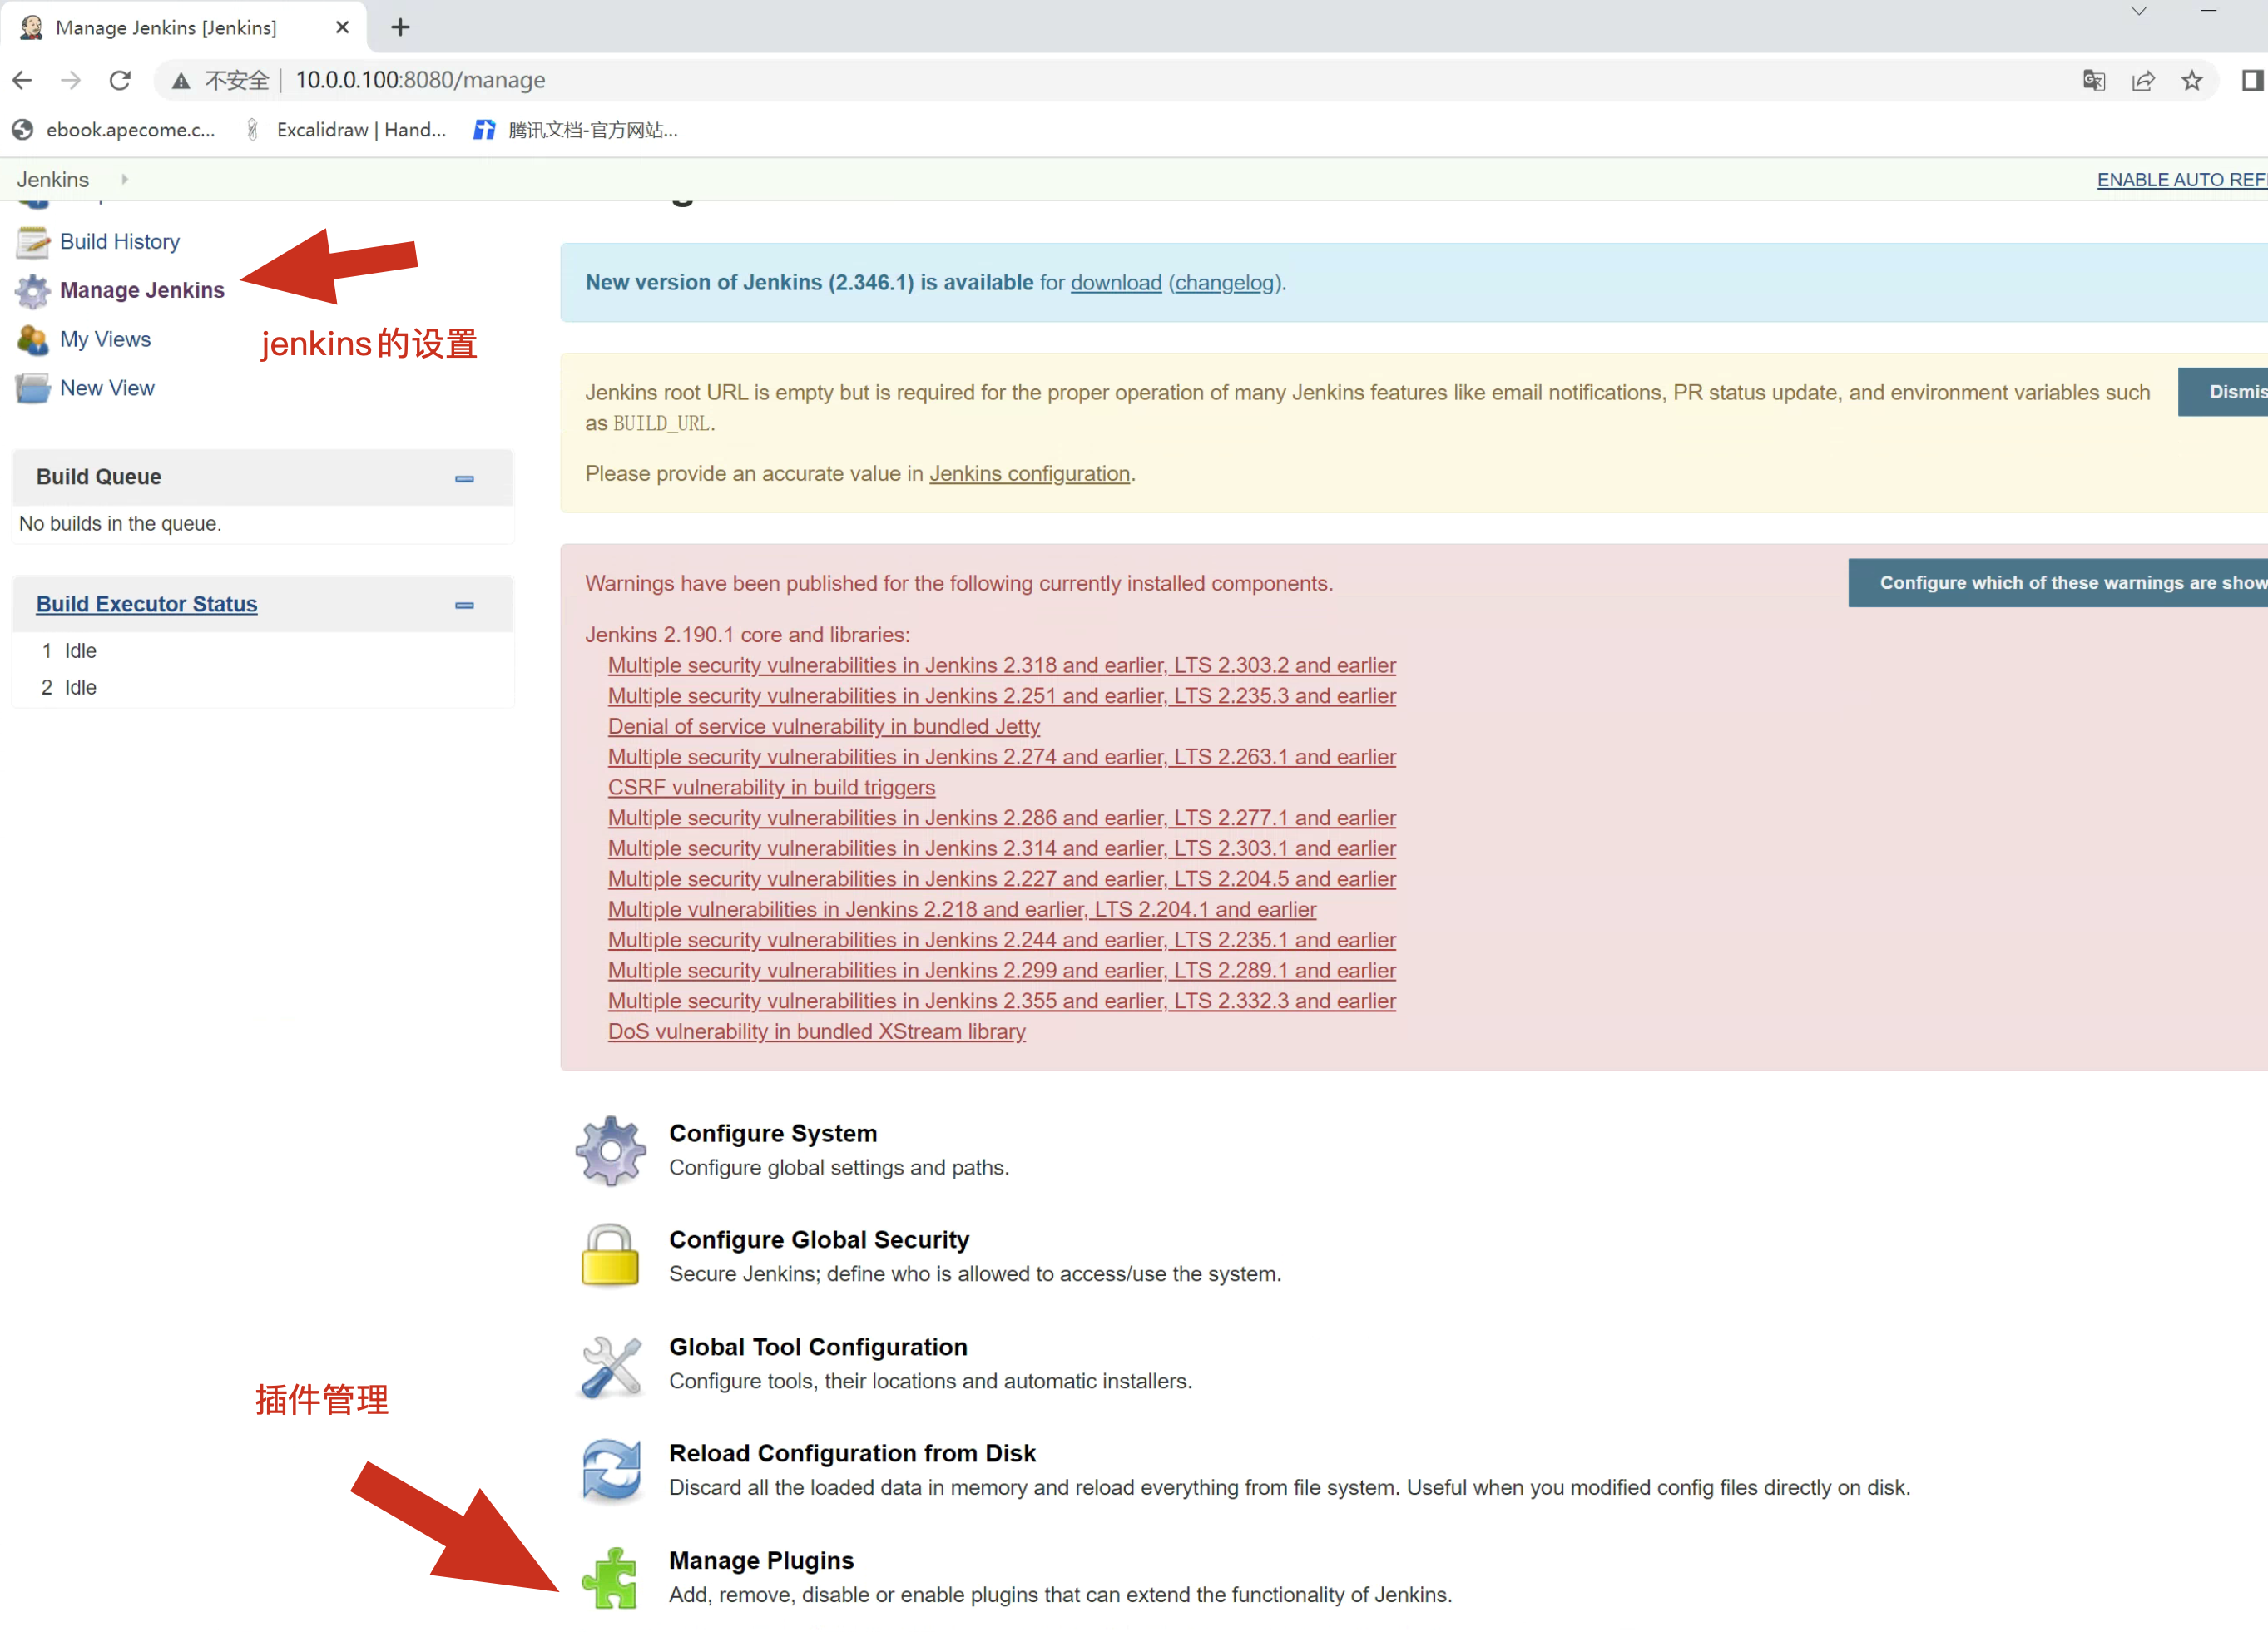 Manage Jenkins [Jenkins]
不安全 | 10.0.0.100:8080/manage
ebook.apecome.c... Excalidraw | Hand... 腾讯文档-官方网站...
Jenkins
ENABLE AUTO REF
Build History
Manage Jenkins
jenkins的设置
My Views
New View
Build Queue
No builds in the queue.
Build Executor Status
1 Idle
2 Idle
New version of Jenkins (2.346.1) is available for download (changelog).
Jenkins root URL is empty but is required for the proper operation of many Jenkins features like email notifications, PR status update, and environment variables such
as BUILD_URL.
Dismis
Please provide an accurate value in Jenkins configuration.
Warnings have been published for the following currently installed components.
Configure which of these warnings are show
Jenkins 2.190.1 core and libraries:
Multiple security vulnerabilities in Jenkins 2.318 and earlier, LTS 2.303.2 and earlier
Multiple security vulnerabilities in Jenkins 2.251 and earlier, LTS 2.235.3 and earlier
Denial of service vulnerability in bundled Jetty
Multiple security vulnerabilities in Jenkins 2.274 and earlier, LTS 2.263.1 and earlier
CSRF vulnerability in build triggers
Multiple security vulnerabilities in Jenkins 2.286 and earlier, LTS 2.277.1 and earlier
Multiple security vulnerabilities in Jenkins 2.314 and earlier, LTS 2.303.1 and earlier
Multiple security vulnerabilities in Jenkins 2.227 and earlier, LTS 2.204.5 and earlier
Multiple vulnerabilities in Jenkins 2.218 and earlier, LTS 2.204.1 and earlier
Multiple security vulnerabilities in Jenkins 2.244 and earlier, LTS 2.235.1 and earlier
Multiple security vulnerabilities in Jenkins 2.299 and earlier, LTS 2.289.1 and earlier
Multiple security vulnerabilities in Jenkins 2.355 and earlier, LTS 2.332.3 and earlier
DoS vulnerability in bundled XStream library
Configure System
Configure global settings and paths.
Configure Global Security
Secure Jenkins; define who is allowed to access/use the system.
Global Tool Configuration
Configure tools, their locations and automatic installers.
插件管理
Reload Configuration from Disk
Discard all the loaded data in memory and reload everything from file system. Useful when you modified config files directly on disk.
Manage Plugins
Add, remove, disable or enable plugins that can extend the functionality of Jenkins.